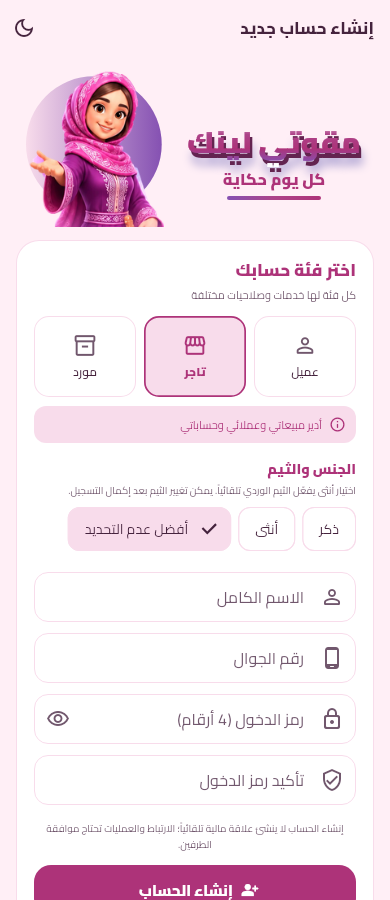 إنشاء حساب جديد
مقوتي لينك
كل يوم حكاية
اختر فئة حسابك
كل فئة لها خدمات وصلاحيات مختلفة
عميل
تاجر
مورد
أدير مبيعاتي وعملائي وحساباتي
الجنس والثيم
اختيار أنثى يفعّل الثيم الوردي تلقائياً. يمكن تغيير الثيم بعد إكمال التسجيل.
ذكر
أنثى
أفضل عدم التحديد
الاسم الكامل
رقم الجوال
رمز الدخول (4 أرقام)
تأكيد رمز الدخول
إنشاء الحساب لا ينشئ علاقة مالية تلقائياً؛ الارتباط والعمليات تحتاج موافقة
الطرفين.
إنشاء الحساب